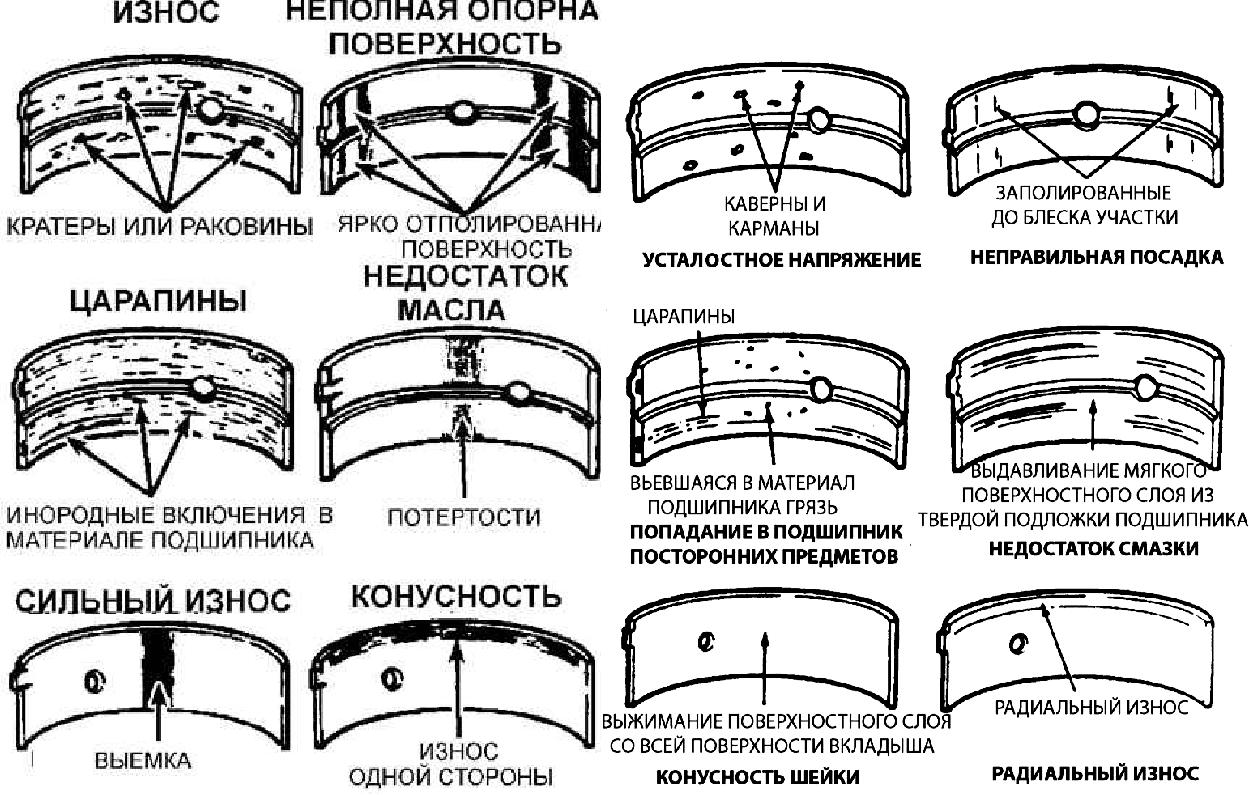 ИЗНОС
КРАТЕРЫ ИЛИ РАКОВИНЫ
НЕПОЛНАЯ ОПОРНА
ПОВЕРХНОСТЬ
ЯРКО ОТПОЛИРОВАНН
ПОВЕРХНОСТЬ
КАВЕРНЫ И
КАРМАНЫ
УСТАЛОСТНОЕ НАПРЯЖЕНИЕ
ЗАПОЛИРОВАННЫЕ
ДО БЛЕСКА УЧАСТКИ
НЕПРАВИЛЬНАЯ ПОСАДКА
ЦАРАПИНЫ
ИНОРОДНЫЕ ВКЛЮЧЕНИЯ В
МАТЕРИАЛЕ ПОДШИПНИКА
НЕДОСТАТОК
МАСЛА
ПОТЕРТОСТИ
ЦАРАПИНЫ
ВЬЕВШАЯСЯ В МАТЕРИАЛ
ПОДШИПНИКА ГРЯЗЬ
ПОПАДАНИЕ В ПОДШИПНИК
ПОСТОРОННИХ ПРЕДМЕТОВ
ВЫДАВЛИВАНИЕ МЯГКОГО
ПОВЕРХНОСТНОГО СЛОЯ ИЗ
ТВЕРДОЙ ПОДЛОЖКИ ПОДШИПНИКА
НЕДОСТАТОК СМАЗКИ
СИЛЬНЫЙ ИЗНОС
ВЫЕМКА
КОНУСНОСТЬ
ИЗНОС
ОДНОЙ СТОРОНЫ
ВЫЖИМАНИЕ ПОВЕРХНОСТНОГО СЛОЯ
СО ВСЕЙ ПОВЕРХНОСТИ ВКЛАДЫША
КОНУСНОСТЬ ШЕЙКИ
РАДИАЛЬНЫЙ ИЗНОС
РАДИАЛЬНЫЙ ИЗНОС